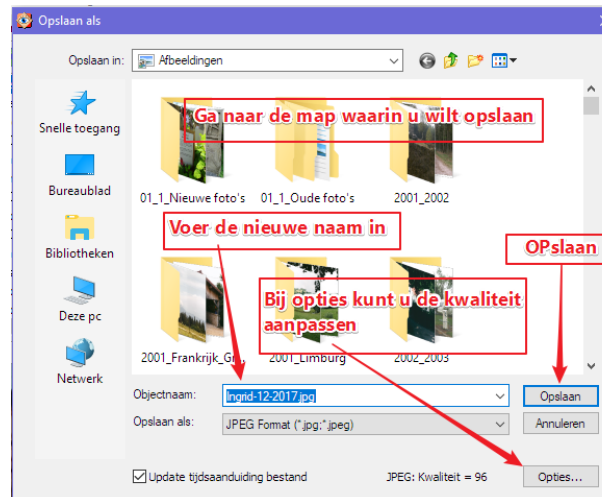 Opslaan als
Opslaan in:
Afbeeldingen
Ga naar de map waarin u wilt opslaan
Snelle toegang
Bureaublad
Bibliotheken
Deze pc
Netwerk
01_1_Nieuwe foto's
01_1_Oude foto's
2001_2002
Voer de nieuwe naam in
OPslaan
Bij opties kunt u de kwaliteit
aanpassen
2001_Frankrijk_Gr...
2001_Limburg
2002_2003
Objectnaam:
Ingrid-12-2017.jpg
Opslaan
Opslaan als:
JPEG Format (*.jpg;*.jpeg)
Annuleren
Update tijdsaanduiding bestand
JPEG: Kwaliteit = 96
Opties...